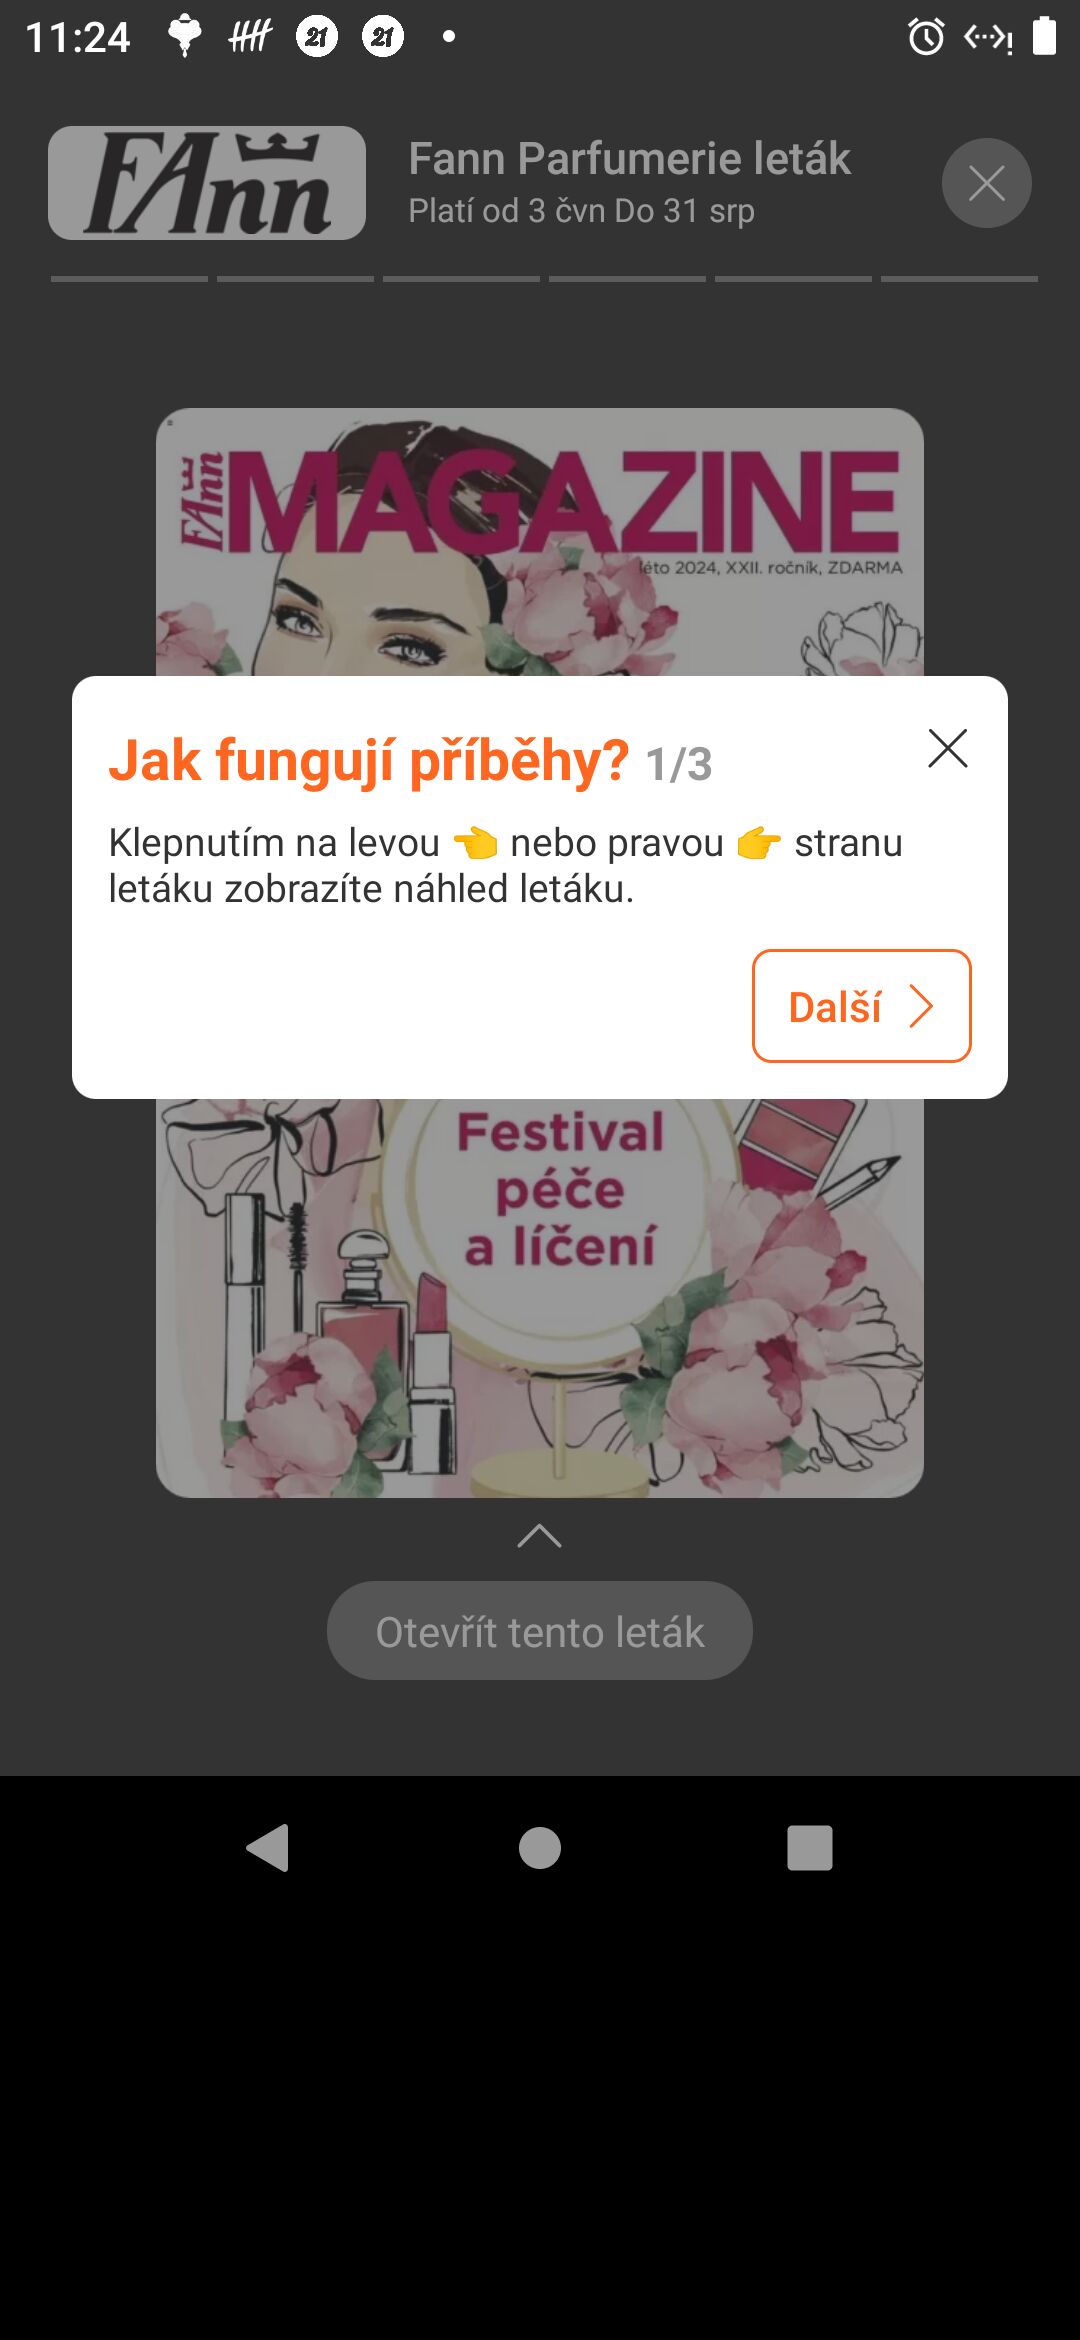 11:24
21 21
FAnn
Fann Parfumerie leták
Platí od 3 čvn Do 31 srp
FAnn MAGAZINE
léto 2024, XXII. ročník, ZDARMA
Jak fungují příběhy? 1/3
Klepnutím na levou 👈 nebo pravou 👉 stranu
letáku zobrazíte náhled letáku.
Další
Festival
péče
a líčení
Otevřít tento leták